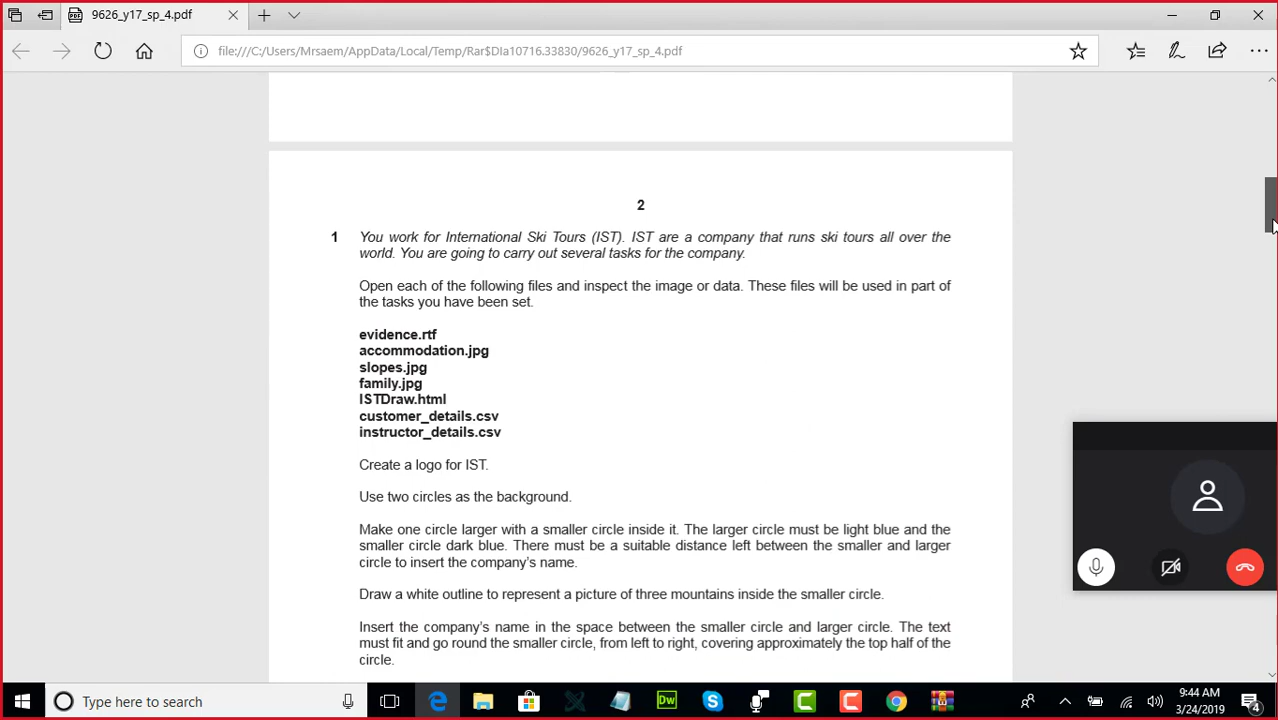 9626_y17_sp_4.pdf
file:///C:/Users/Mrsaem/AppData/Local/Temp/Rar$DIa10716.33830/9626_y17_sp_4.pdf
2
1 You work for International Ski Tours (IST). IST are a company that runs ski tours all over the
world. You are going to carry out several tasks for the company.
Open each of the following files and inspect the image or data. These files will be used in part of
the tasks you have been set.
evidence.rtf
accommodation.jpg
slopes.jpg
family.jpg
ISTDraw.html
customer_details.csv
instructor_details.csv
Create a logo for IST.
Use two circles as the background.
Make one circle larger with a smaller circle inside it. The larger circle must be light blue and the
smaller circle dark blue. There must be a suitable distance left between the smaller and larger
circle to insert the company's name.
Draw a white outline to represent a picture of three mountains inside the smaller circle.
Insert the company's name in the space between the smaller circle and larger circle. The text
must fit and go round the smaller circle, from left to right, covering approximately the top half of the
circle.
Type here to search
Dw
9:44 AM
3/24/2019
4